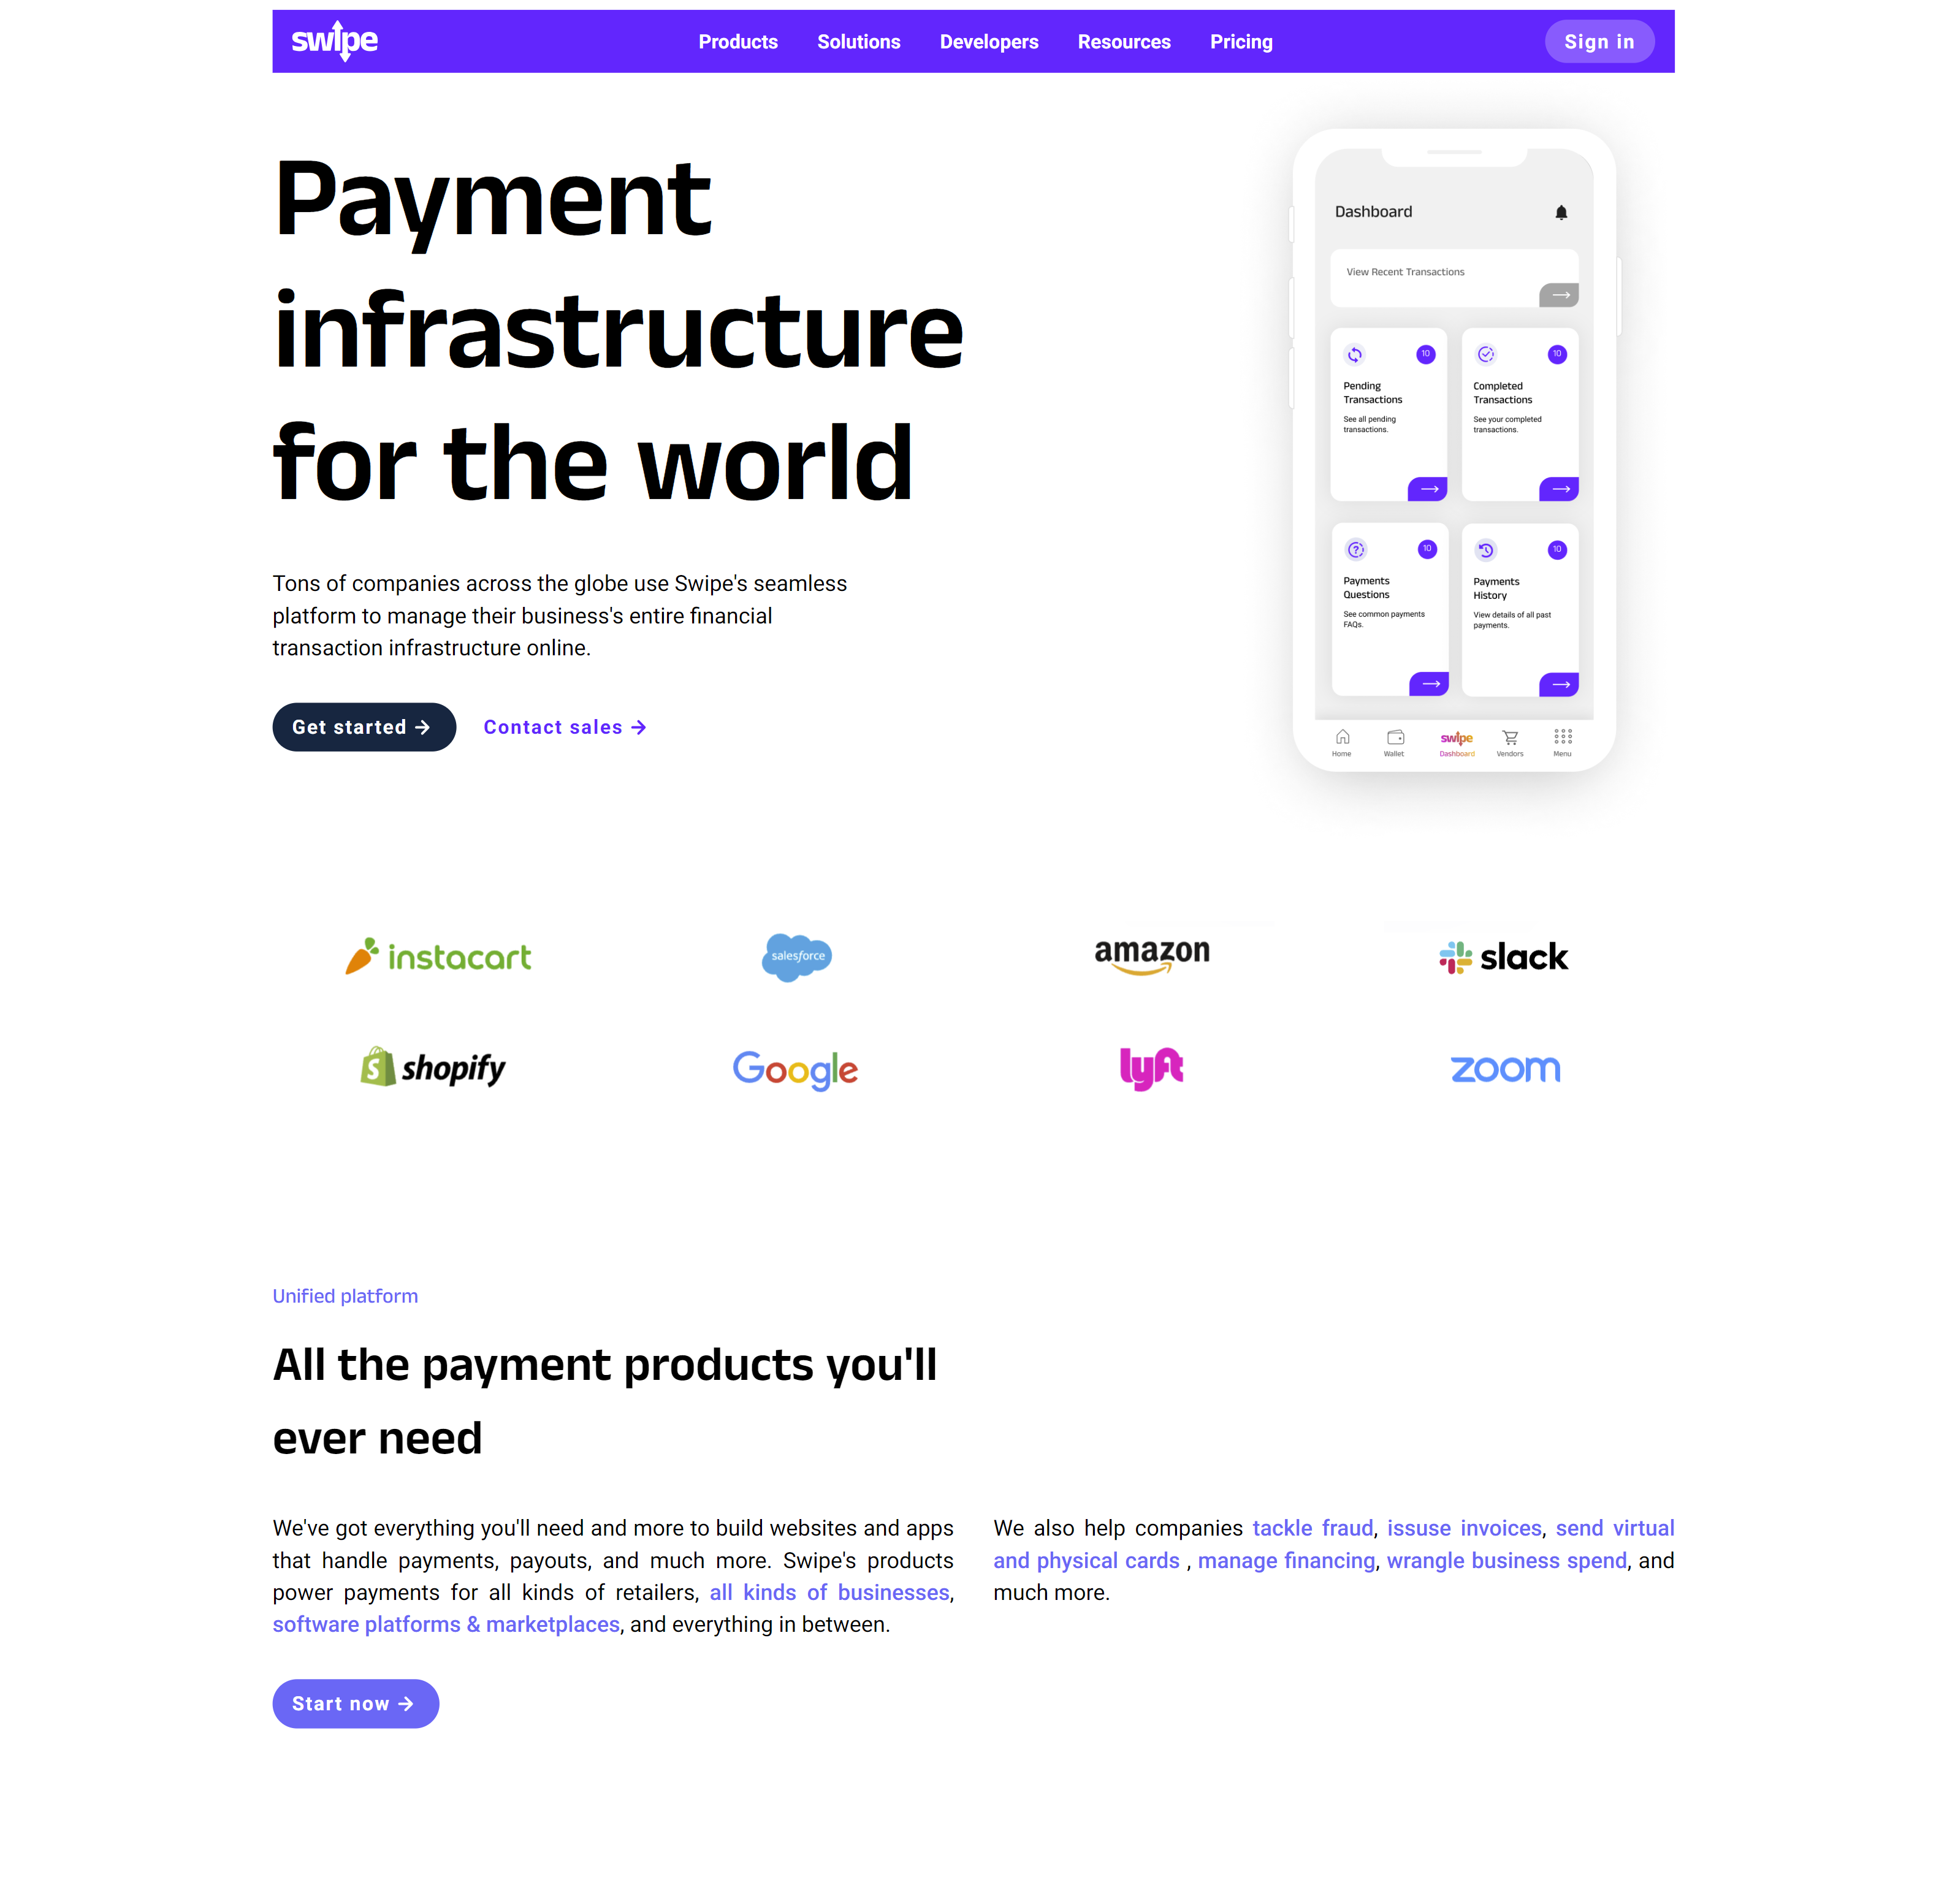 swipe
Products Solutions Developers Resources Pricing
Sign in
Payment
infrastructure
for the world
Tons of companies across the globe use Swipe's seamless
platform to manage their business's entire financial
transaction infrastructure online.
Get started →
Contact sales →
Dashboard
View Recent Transactions
10
Pending
Transactions
See all pending
transactions.
10
Completed
Transactions
See your completed
transactions.
10
Payments
Questions
See common payments
FAQs.
10
Payments
History
View details of all past
payments.
Home
Wallet
swipe
Dashboard
Vendors
Menu
instacart
salesforce
amazon
slack
shopify
Google
lyft
zoom
Unified platform
All the payment products you'll
ever need
We've got everything you'll need and more to build websites and apps
that handle payments, payouts, and much more. Swipe's products
power payments for all kinds of retailers, all kinds of businesses,
software platforms & marketplaces, and everything in between.
We also help companies tackle fraud, issuse invoices, send virtual
and physical cards , manage financing, wrangle business spend, and
much more.
Start now →